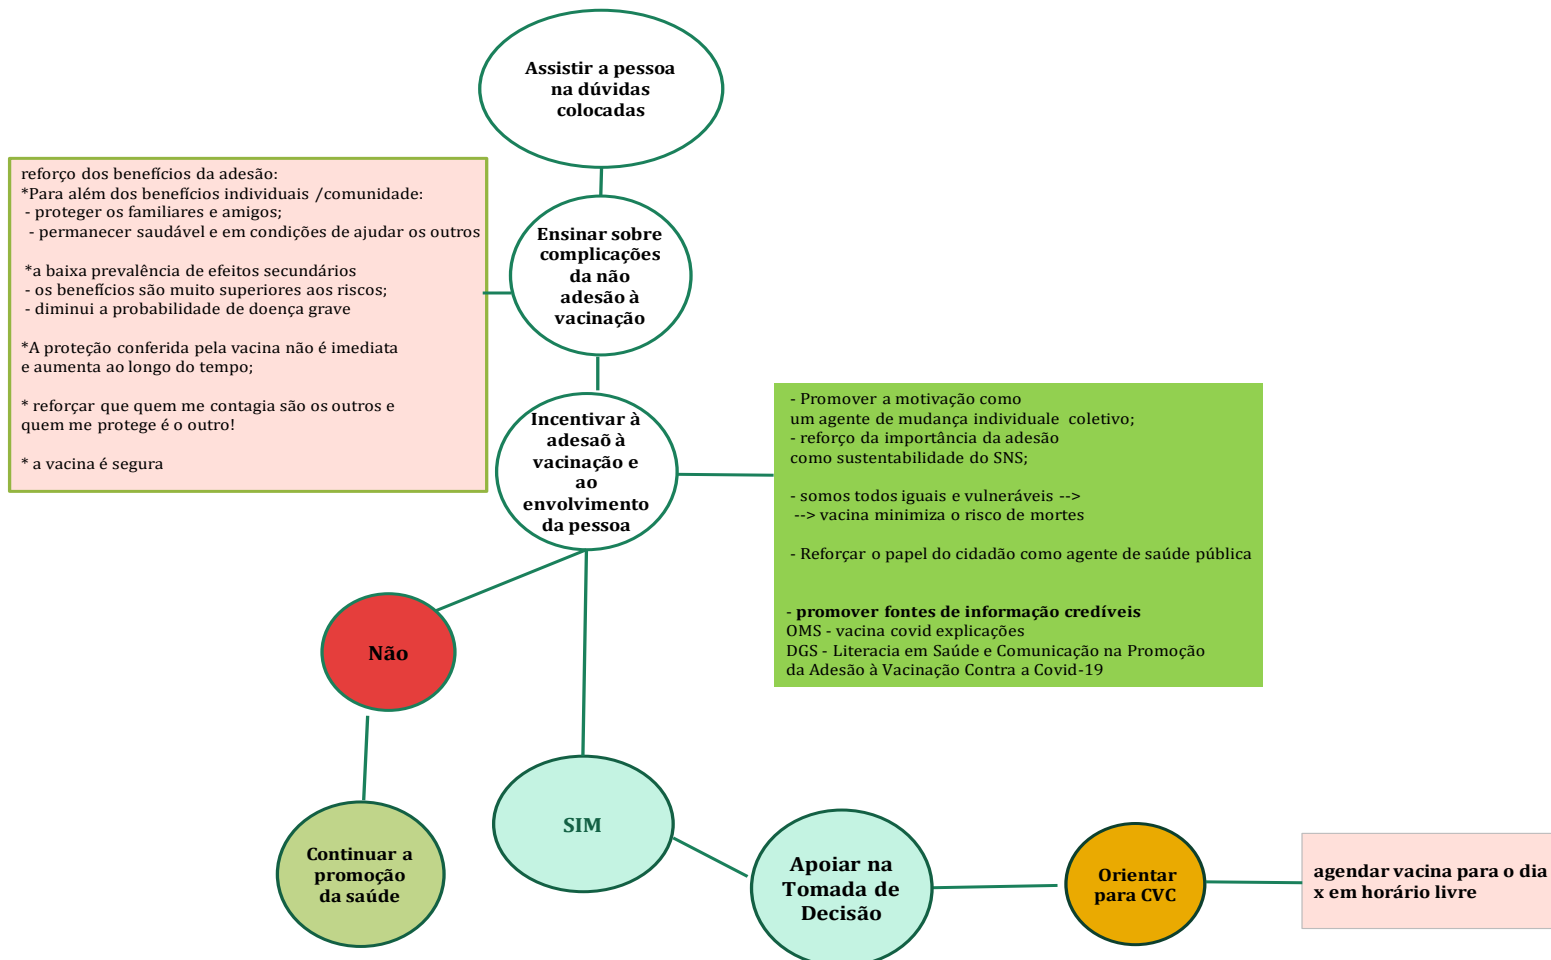 Assistir a pessoa
na dúvidas
colocadas
reforço dos benefícios da adesão:
*Para além dos benefícios individuais /comunidade:
- proteger os familiares e amigos;
- permanecer saudável e em condições de ajudar os outros
*a baixa prevalência de efeitos secundários
- os benefícios são muito superiores aos riscos;
- diminui a probabilidade de doença grave
*A proteção conferida pela vacina não é imediata
e aumenta ao longo do tempo;
* reforçar que quem me contagia são os outros e
quem me protege é o outro!
* a vacina é segura
Ensinar sobre
complicações
da não
adesão à
vacinação
Incentivar à
adesaõ à
vacinação e
ao
envolvimento
da pessoa
- Promover a motivação como
um agente de mudança individuale coletivo;
- reforço da importância da adesão
como sustentabilidade do SNS;
- somos todos iguais e vulneráveis -->
--> vacina minimiza o risco de mortes
- Reforçar o papel do cidadão como agente de saúde pública
- promover fontes de informação credíveis
OMS - vacina covid explicações
DGS - Literacia em Saúde e Comunicação na Promoção
da Adesão à Vacinação Contra a Covid-19
Não
SIM
Continuar a
promoção
da saúde
Apoiar na
Tomada de
Decisão
Orientar
para CVC
agendar vacina para o dia
x em horário livre